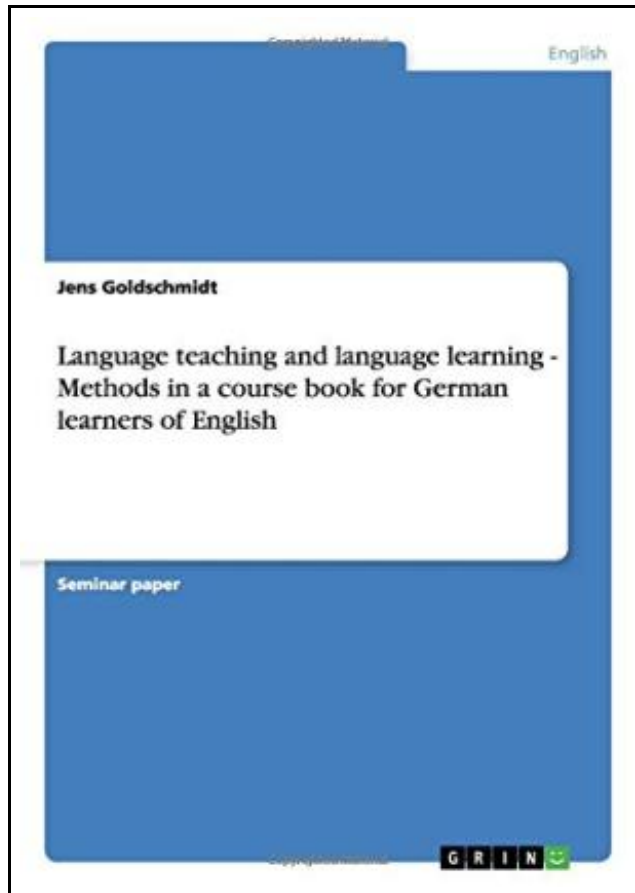 English
Jens Goldschmidt
Language teaching and language learning -
Methods in a course book for German
learners of English
Seminar paper
GRIN